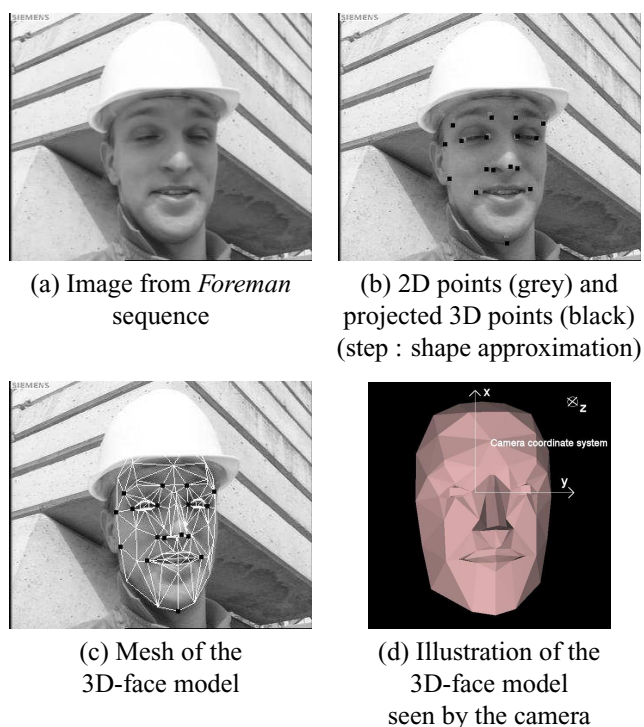 SIEMENS
SIEMENS
(a) Image from Foreman
sequence
(b) 2D points (grey) and
projected 3D points (black)
(step : shape approximation)
SIEMENS
x
z
Camera coordinate system
y
(c) Mesh of the
3D-face model
(d) Illustration of the
3D-face model
seen by the camera